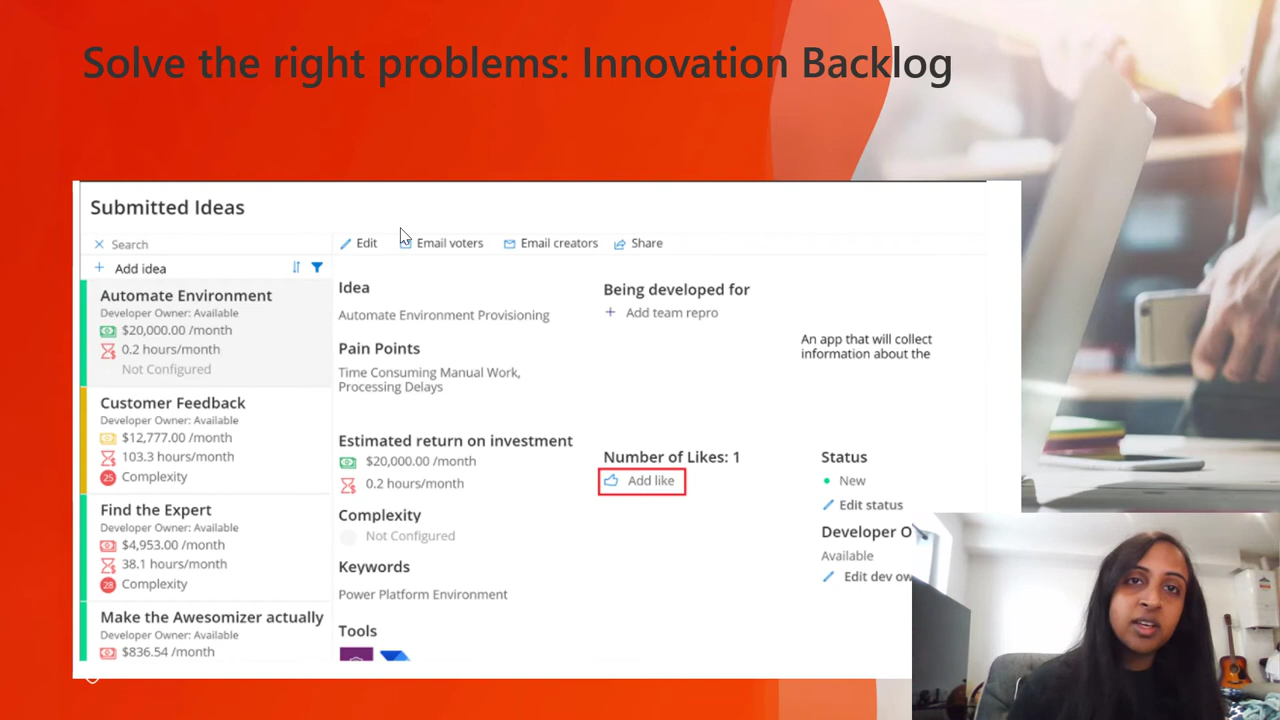 Solve the right problems: Innovation Backlog
Submitted Ideas
Search
Add idea
Automate Environment
Developer Owner: Available
$20,000.00 /month
0.2 hours/month
Not Configured
Customer Feedback
Developer Owner: Available
$12,777.00 /month
103.3 hours/month
25 Complexity
Find the Expert
Developer Owner: Available
$4,953.00 /month
38.1 hours/month
28 Complexity
Make the Awesomizer actually
Developer Owner: Available
$836.54 /month
Edit
Email voters
Email creators
Share
Idea
Automate Environment Provisioning
Pain Points
Time Consuming Manual Work,
Processing Delays
Estimated return on investment
$20,000.00 /month
0.2 hours/month
Complexity
Not Configured
Keywords
Power Platform Environment
Tools
Being developed for
Add team repro
An app that will collect
information about the
Number of Likes: 1
Add like
Status
New
Edit status
Developer O
Available
Edit dev ow